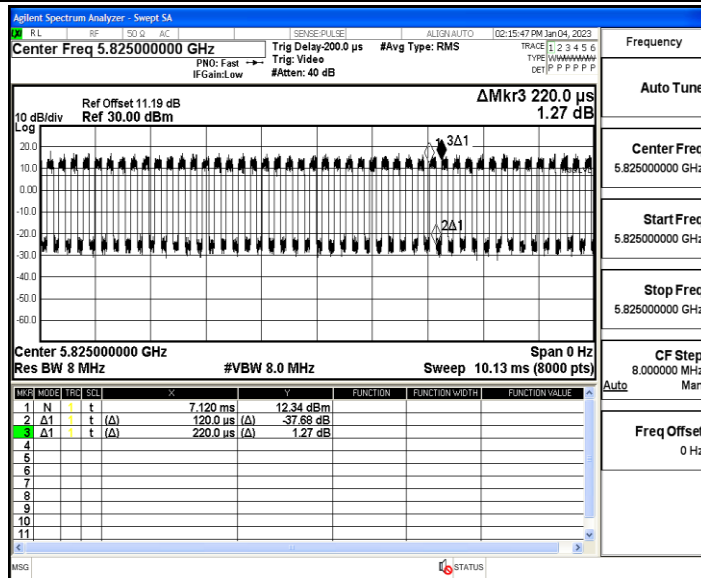 Agilent Spectrum Analyzer - Swept SA
RL RF 50 Ω AC SENSE:PULSE ALIGN AUTO 02:15:47 PM Jan 04, 2023
Center Freq 5.825000000 GHz
PNO: Fast
IFGain:Low
Trig Delay-200.0 µs
Trig: Video
#Atten: 40 dB
#Avg Type: RMS
TRACE 1 2 3 4 5 6
TYPE WWWWWW
DET P P P P P P
Ref Offset 11.19 dB
Ref 30.00 dBm
10 dB/div
Log
ΔMkr3 220.0 µs
1.27 dB
20.0
10.0
0.00
-10.0
-20.0
-30.0
-50.0
-60.0
1 3Δ1
2Δ1
Center 5.825000000 GHz Span 0 Hz
Res BW 8 MHz #VBW 8.0 MHz Sweep 10.13 ms (8000 pts)
MKR MODE TRC SCL X Y FUNCTION FUNCTION WIDTH FUNCTION VALUE
1 N 1 t 7.120 ms 12.34 dBm
2 Δ1 1 t (Δ) 120.0 µs (Δ) -37.68 dB
3 Δ1 1 t (Δ) 220.0 µs (Δ) 1.27 dB
4
5
6
7
8
9
10
11
MSG STATUS
Frequency
Auto Tune
Center Freq
5.825000000 GHz
Start Freq
5.825000000 GHz
Stop Freq
5.825000000 GHz
CF Step
8.000000 MHz
Auto Man
Freq Offset
0 Hz